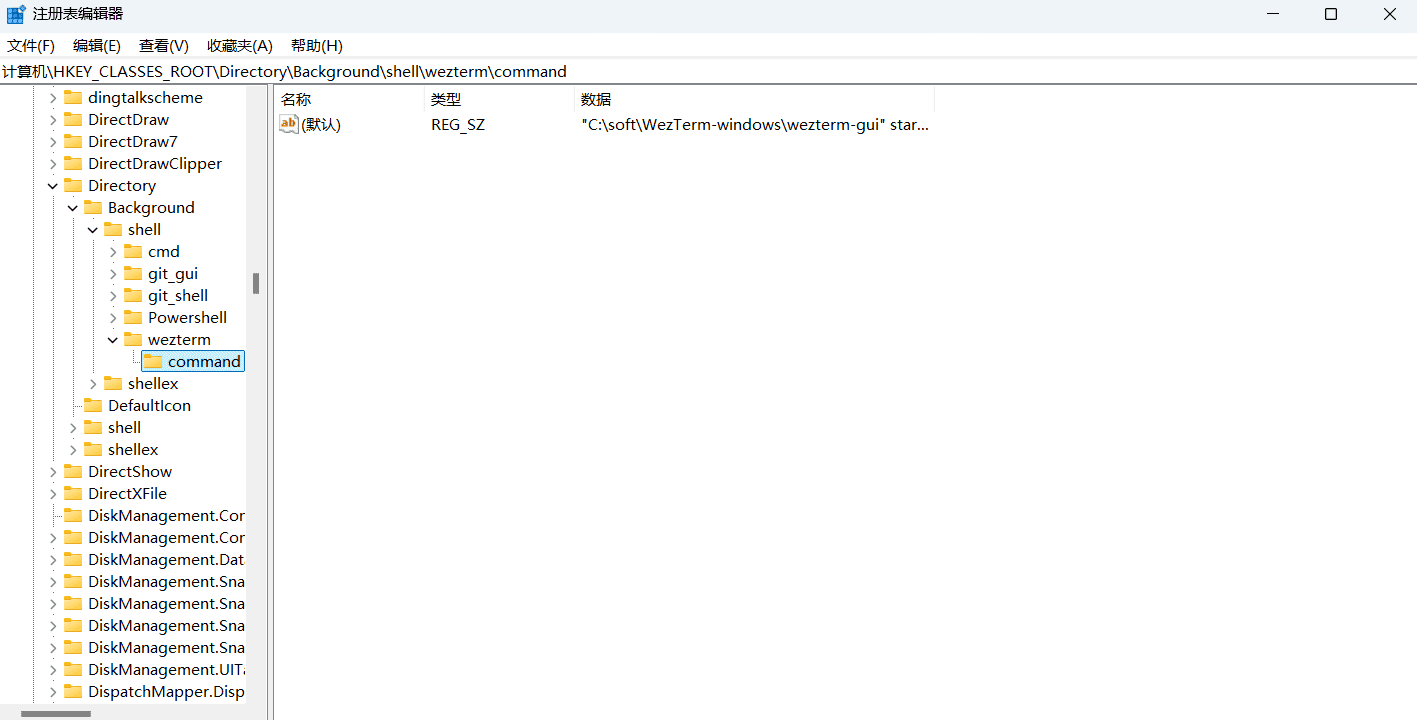 注册表编辑器
文件(F) 编辑(E) 查看(V) 收藏夹(A) 帮助(H)
计算机\HKEY_CLASSES_ROOT\Directory\Background\shell\wezterm\command
dingtalkscheme
DirectDraw
DirectDraw7
DirectDrawClipper
Directory
Background
shell
cmd
git_gui
git_shell
Powershell
wezterm
command
shellex
DefaultIcon
shell
shellex
DirectShow
DirectXFile
DiskManagement.Cor
DiskManagement.Cor
DiskManagement.Dat
DiskManagement.Sna
DiskManagement.Sna
DiskManagement.Sna
DiskManagement.Sna
DiskManagement.UITa
DispatchMapper.Disp
名称 类型 数据
ab (默认) REG_SZ "C:\soft\WezTerm-windows\wezterm-gui" star...